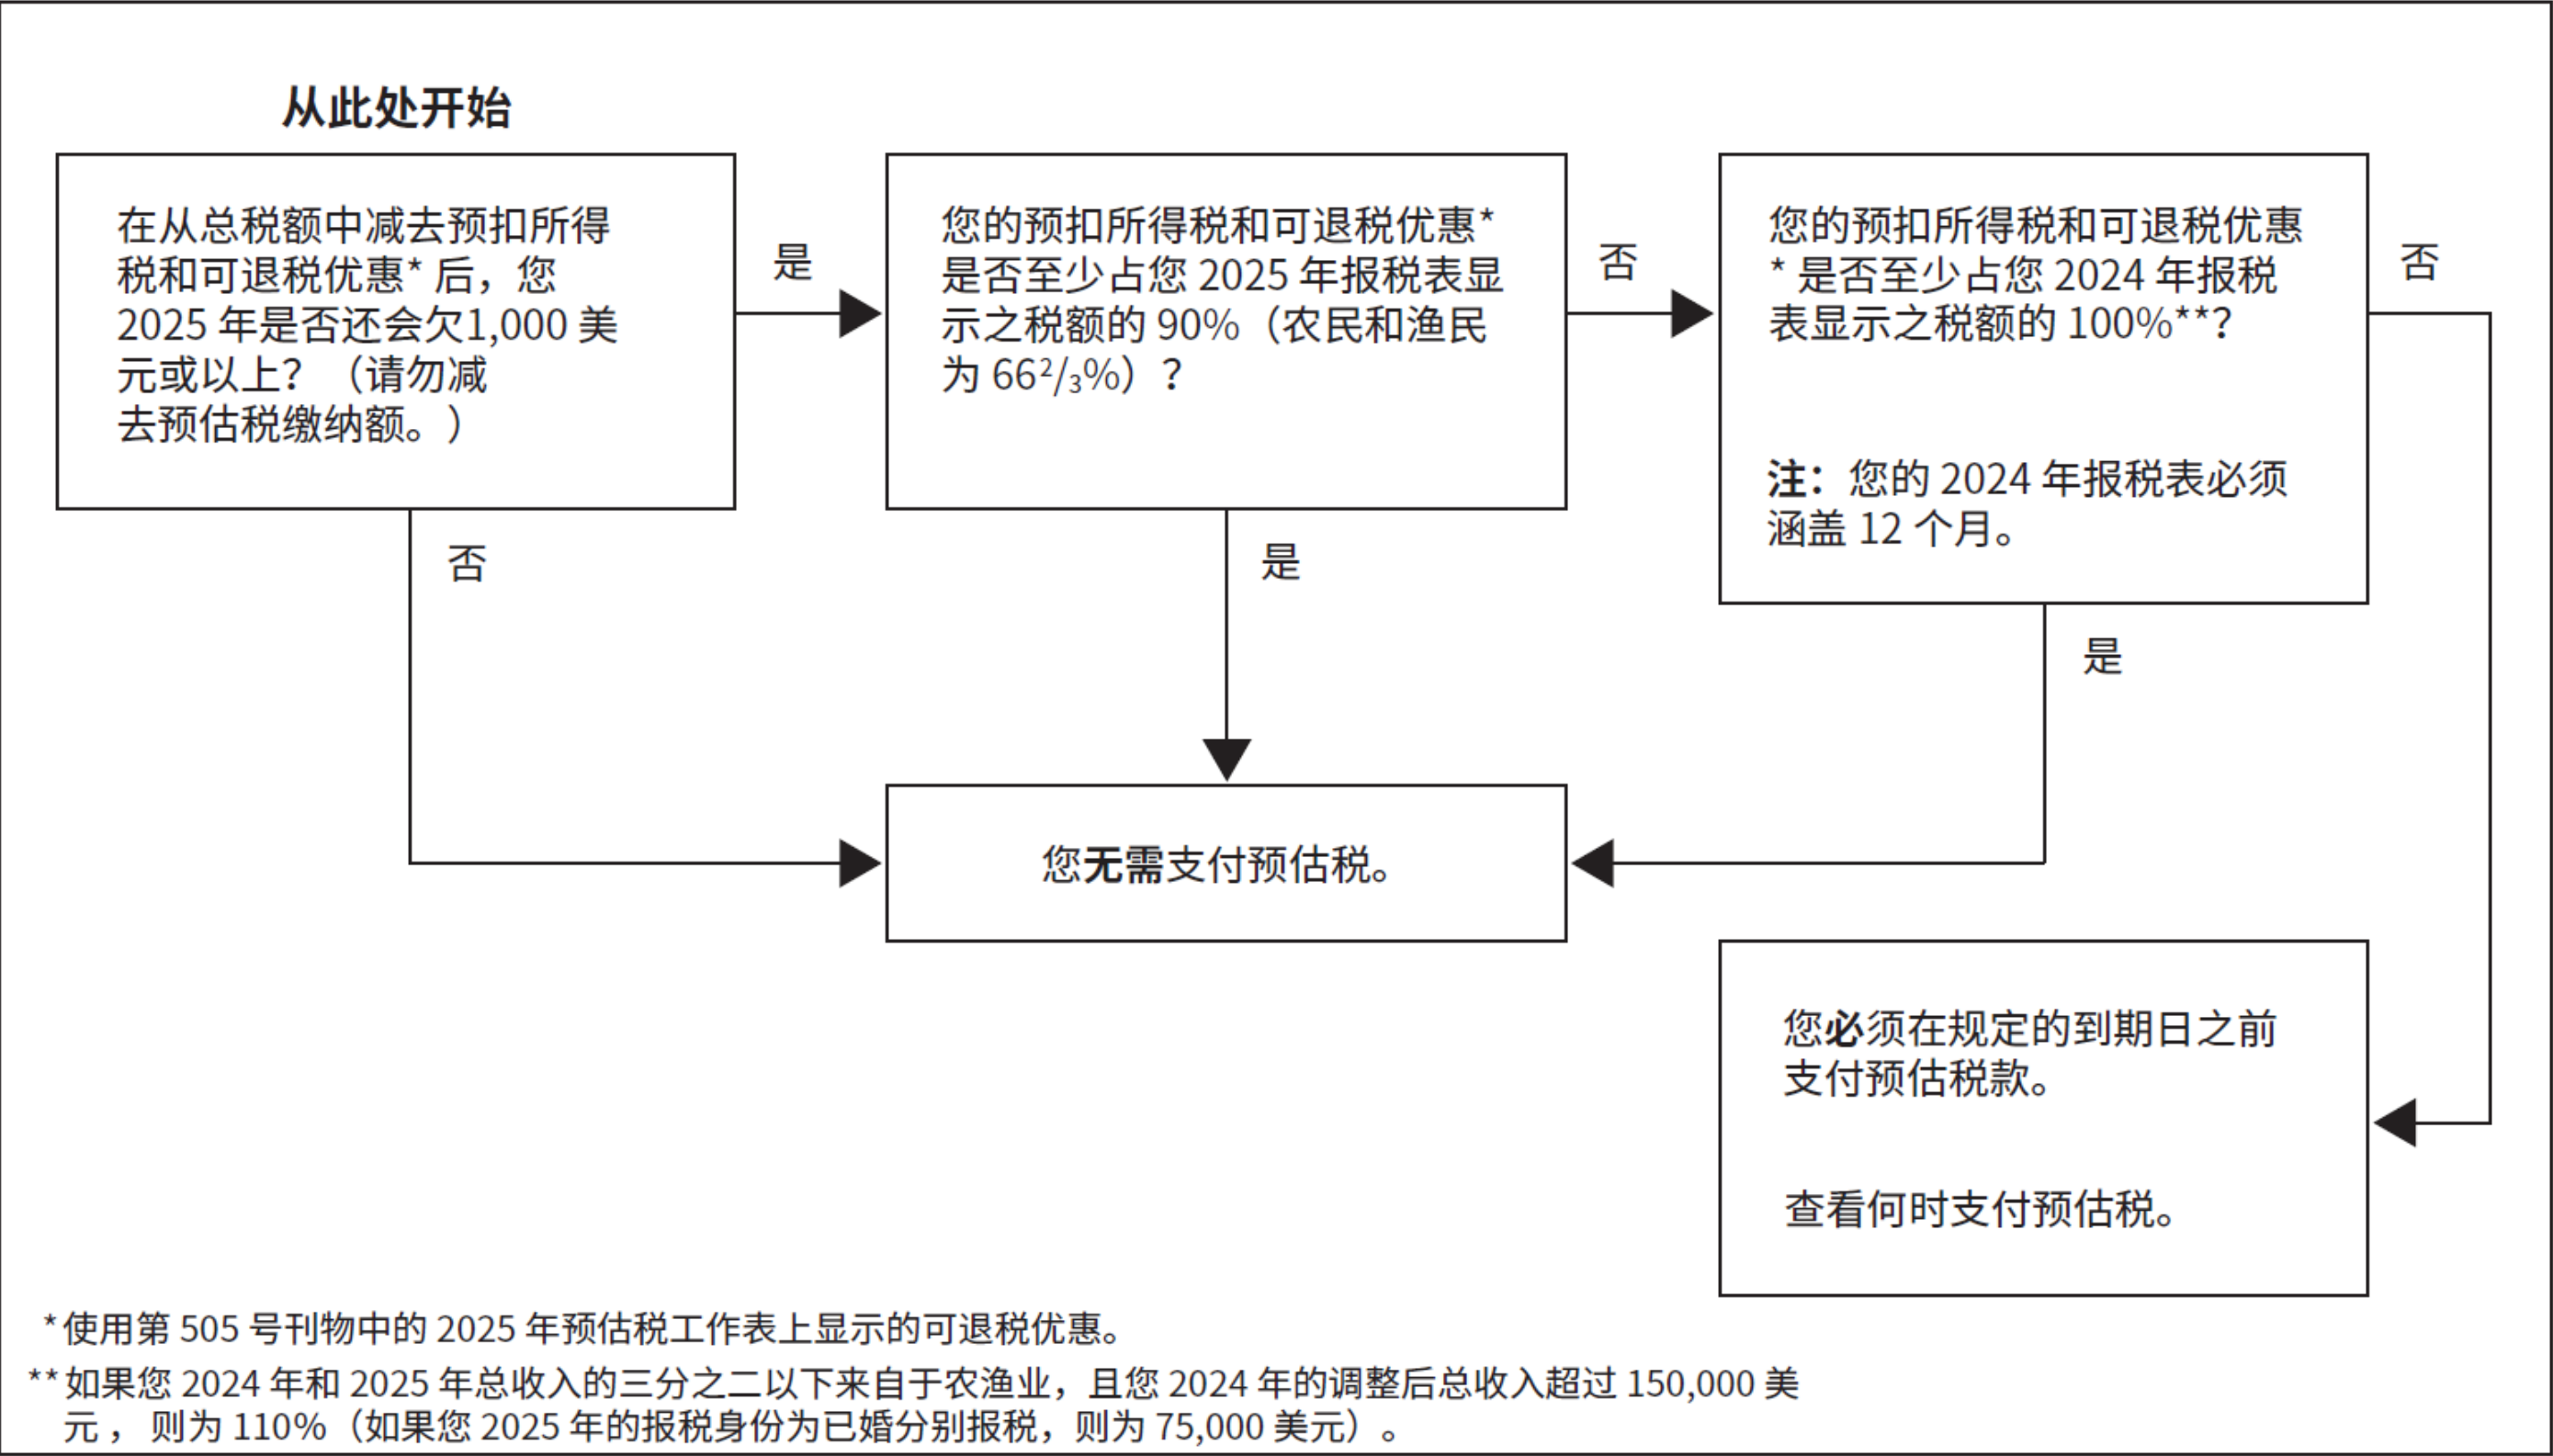 从此处开始
在从总税额中减去预扣所得
税和可退税优惠* 后，您
2025 年是否还会欠1,000 美
元或以上？（请勿减
去预估税缴纳额。）
是
您的预扣所得税和可退税优惠*
是否至少占您 2025 年报税表显
示之税额的 90%（农民和渔民
为 66²/₃%）？
否
您的预扣所得税和可退税优惠
* 是否至少占您 2024 年报税
表显示之税额的 100%**？
注：您的 2024 年报税表必须
涵盖 12 个月。
否
否
是
是
您无需支付预估税。
您必须在规定的到期日之前
支付预估税款。
查看何时支付预估税。
*使用第 505 号刊物中的 2025 年预估税工作表上显示的可退税优惠。
**如果您 2024 年和 2025 年总收入的三分之二以下来自于农渔业，且您 2024 年的调整后总收入超过 150,000 美
元， 则为 110%（如果您 2025 年的报税身份为已婚分别报税，则为 75,000 美元）。